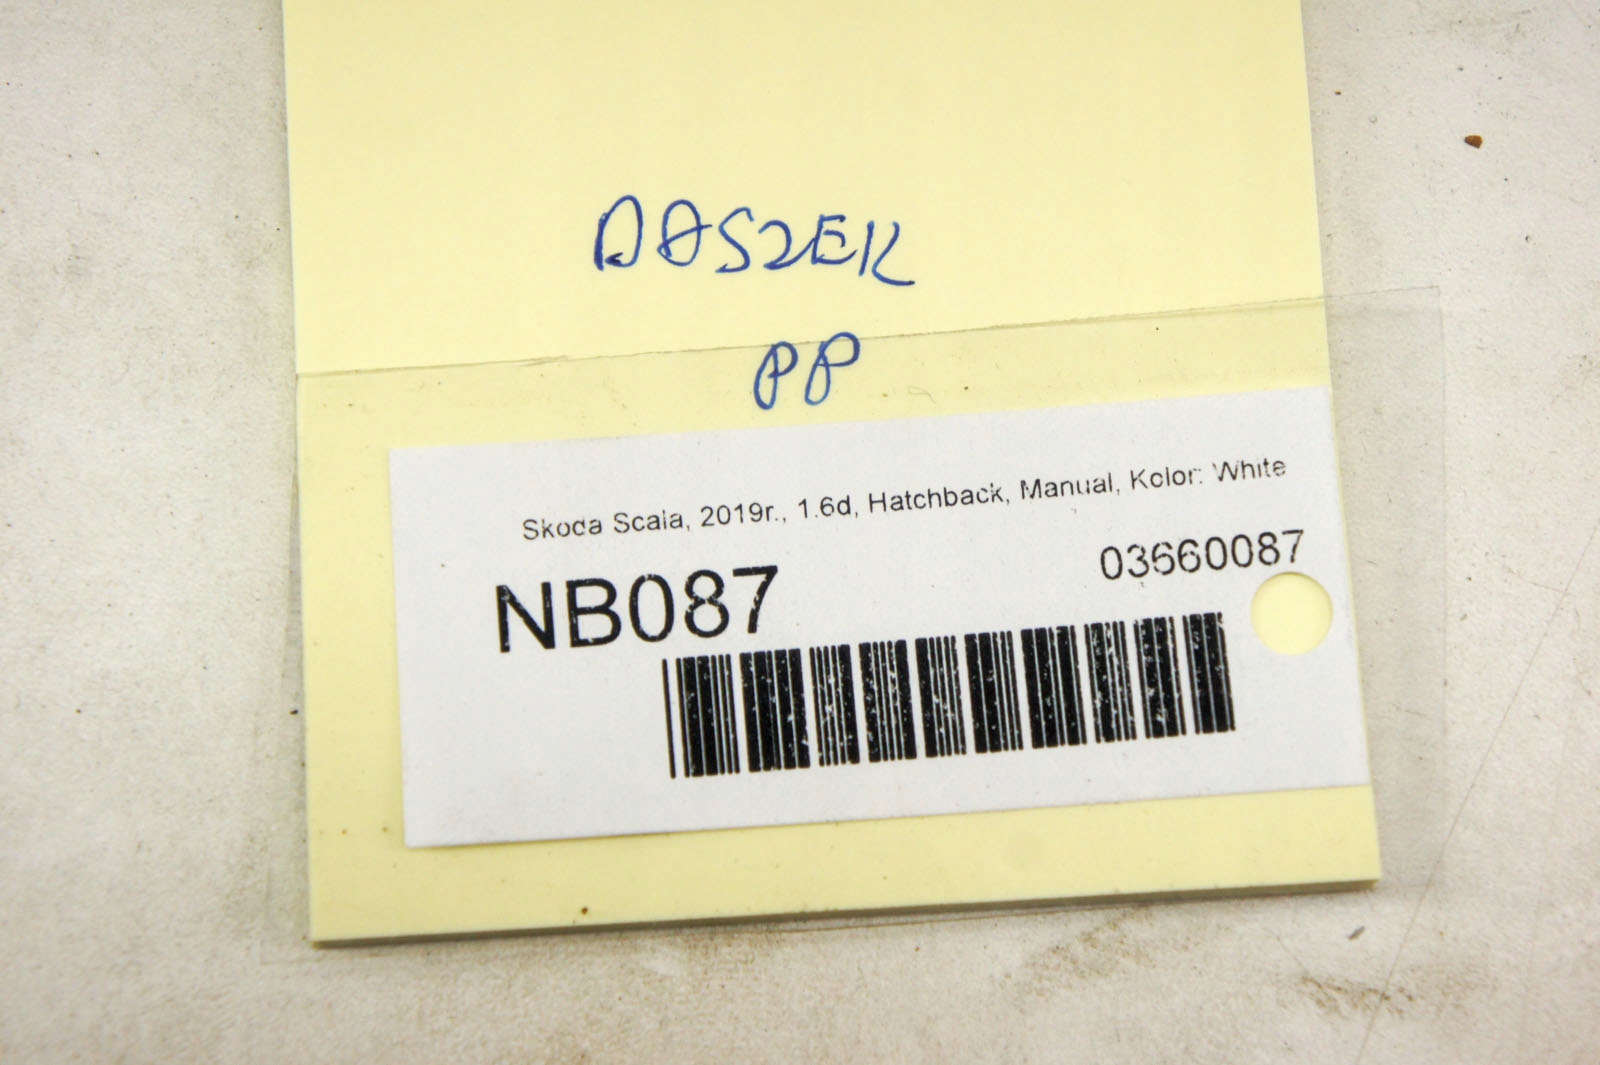 DASZEK
PP
Skoda Scala, 2019r., 1.6d, Hatchback, Manual, Kolor: White
03660087
NB087